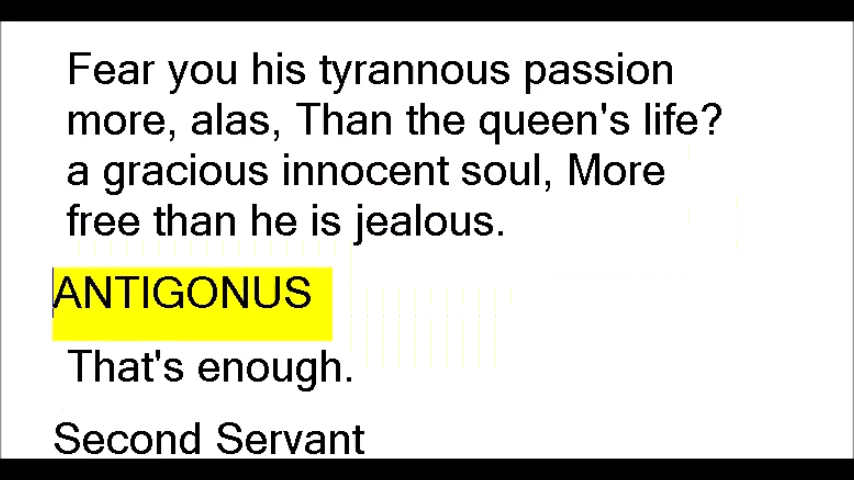 Fear you his tyrannous passion
more, alas, Than the queen's life?
a gracious innocent soul, More
free than he is jealous.
ANTIGONUS
That's enough.
Second Servant